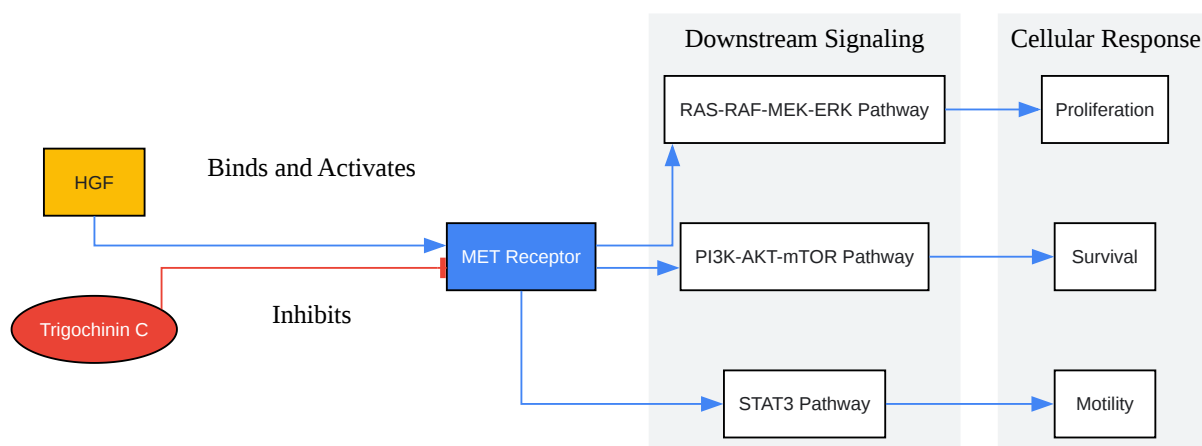 Downstream Signaling
Cellular Response
RAS-RAF-MEK-ERK Pathway
Proliferation
Binds and Activates
HGF
MET Receptor
PI3K-AKT-mTOR Pathway
Survival
Inhibits
Trigochinin C
STAT3 Pathway
Motility